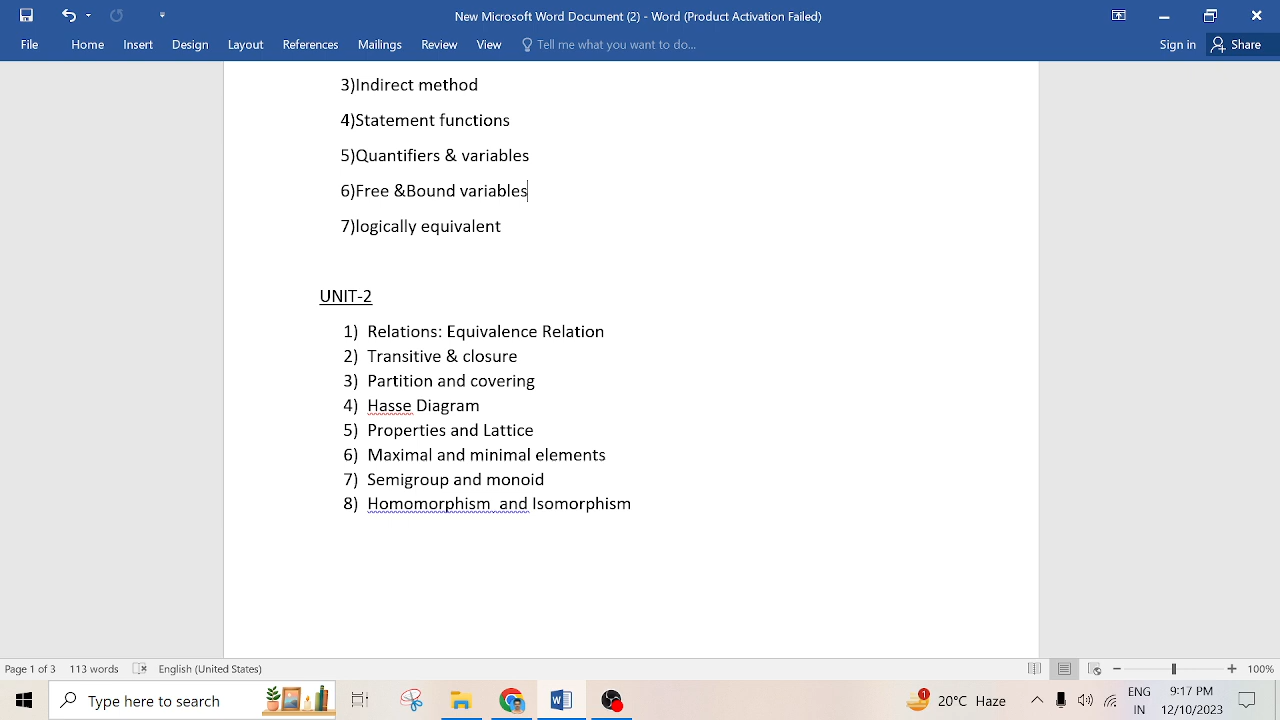 New Microsoft Word Document (2) - Word (Product Activation Failed)
File Home Insert Design Layout References Mailings Review View Tell me what you want to do... Sign in Share
3)Indirect method
4)Statement functions
5)Quantifiers & variables
6)Free &Bound variables
7)logically equivalent
UNIT-2
1) Relations: Equivalence Relation
2) Transitive & closure
3) Partition and covering
4) Hasse Diagram
5) Properties and Lattice
6) Maximal and minimal elements
7) Semigroup and monoid
8) Homomorphism and Isomorphism
Page 1 of 3 113 words English (United States) 100%
Type here to search 1 20°C Haze ENG 9:17 PM
IN 12/10/2023